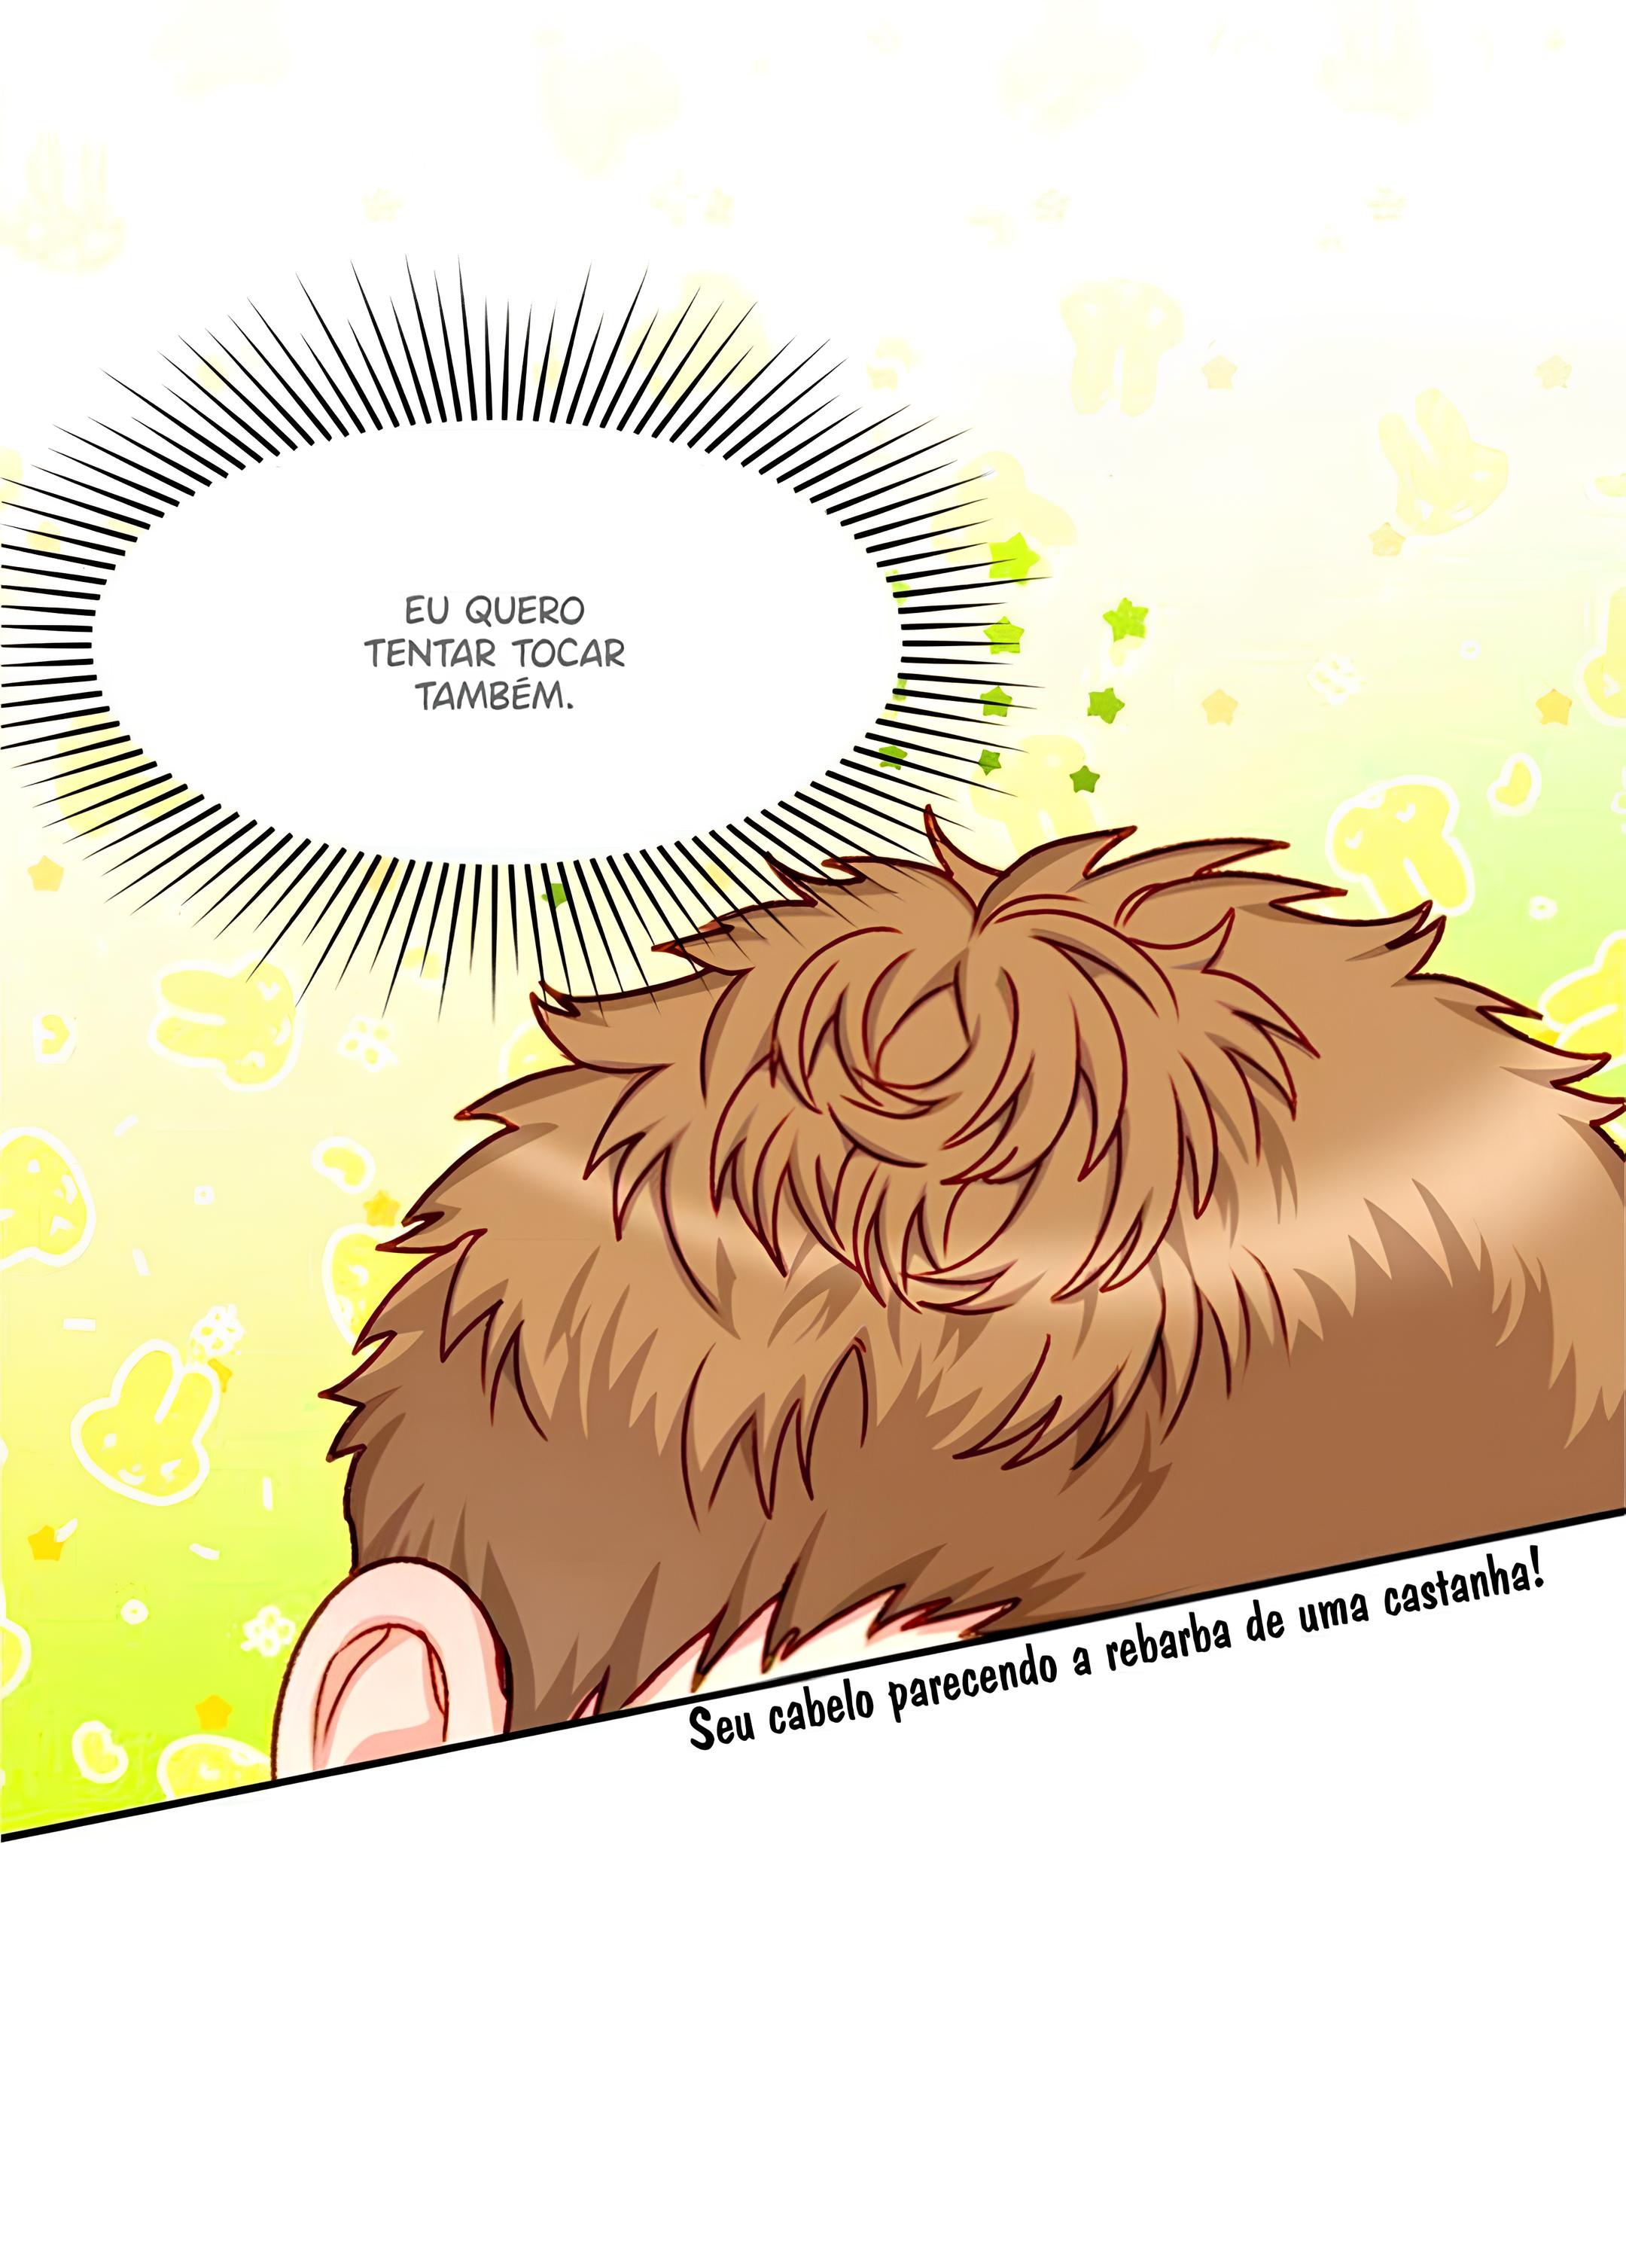 EU QUERO
TENTAR TOCAR
TAMBÉM.
Seu cabelo parecendo a rebarba de uma castanha!